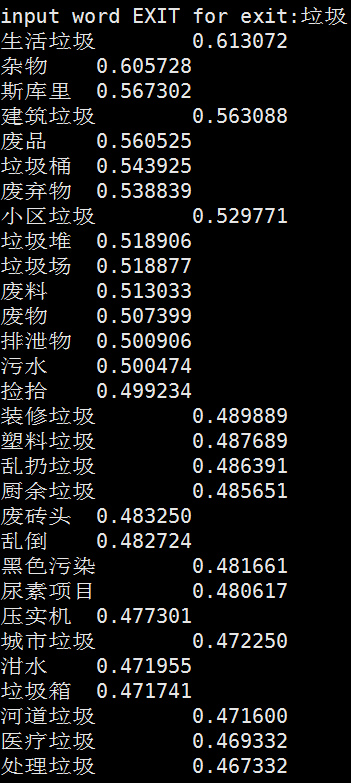 input word EXIT for exit:垃圾
生活垃圾 0.613072
杂物 0.605728
斯库里 0.567302
建筑垃圾 0.563088
废品 0.560525
垃圾桶 0.543925
废弃物 0.538839
小区垃圾 0.529771
垃圾堆 0.518906
垃圾场 0.518877
废料 0.513033
废物 0.507399
排泄物 0.500906
污水 0.500474
捡拾 0.499234
装修垃圾 0.489889
塑料垃圾 0.487689
乱扔垃圾 0.486391
厨余垃圾 0.485651
废砖头 0.483250
乱倒 0.482724
黑色污染 0.481661
尿素项目 0.480617
压实机 0.477301
城市垃圾 0.472250
泔水 0.471955
垃圾箱 0.471741
河道垃圾 0.471600
医疗垃圾 0.469332
处理垃圾 0.467332